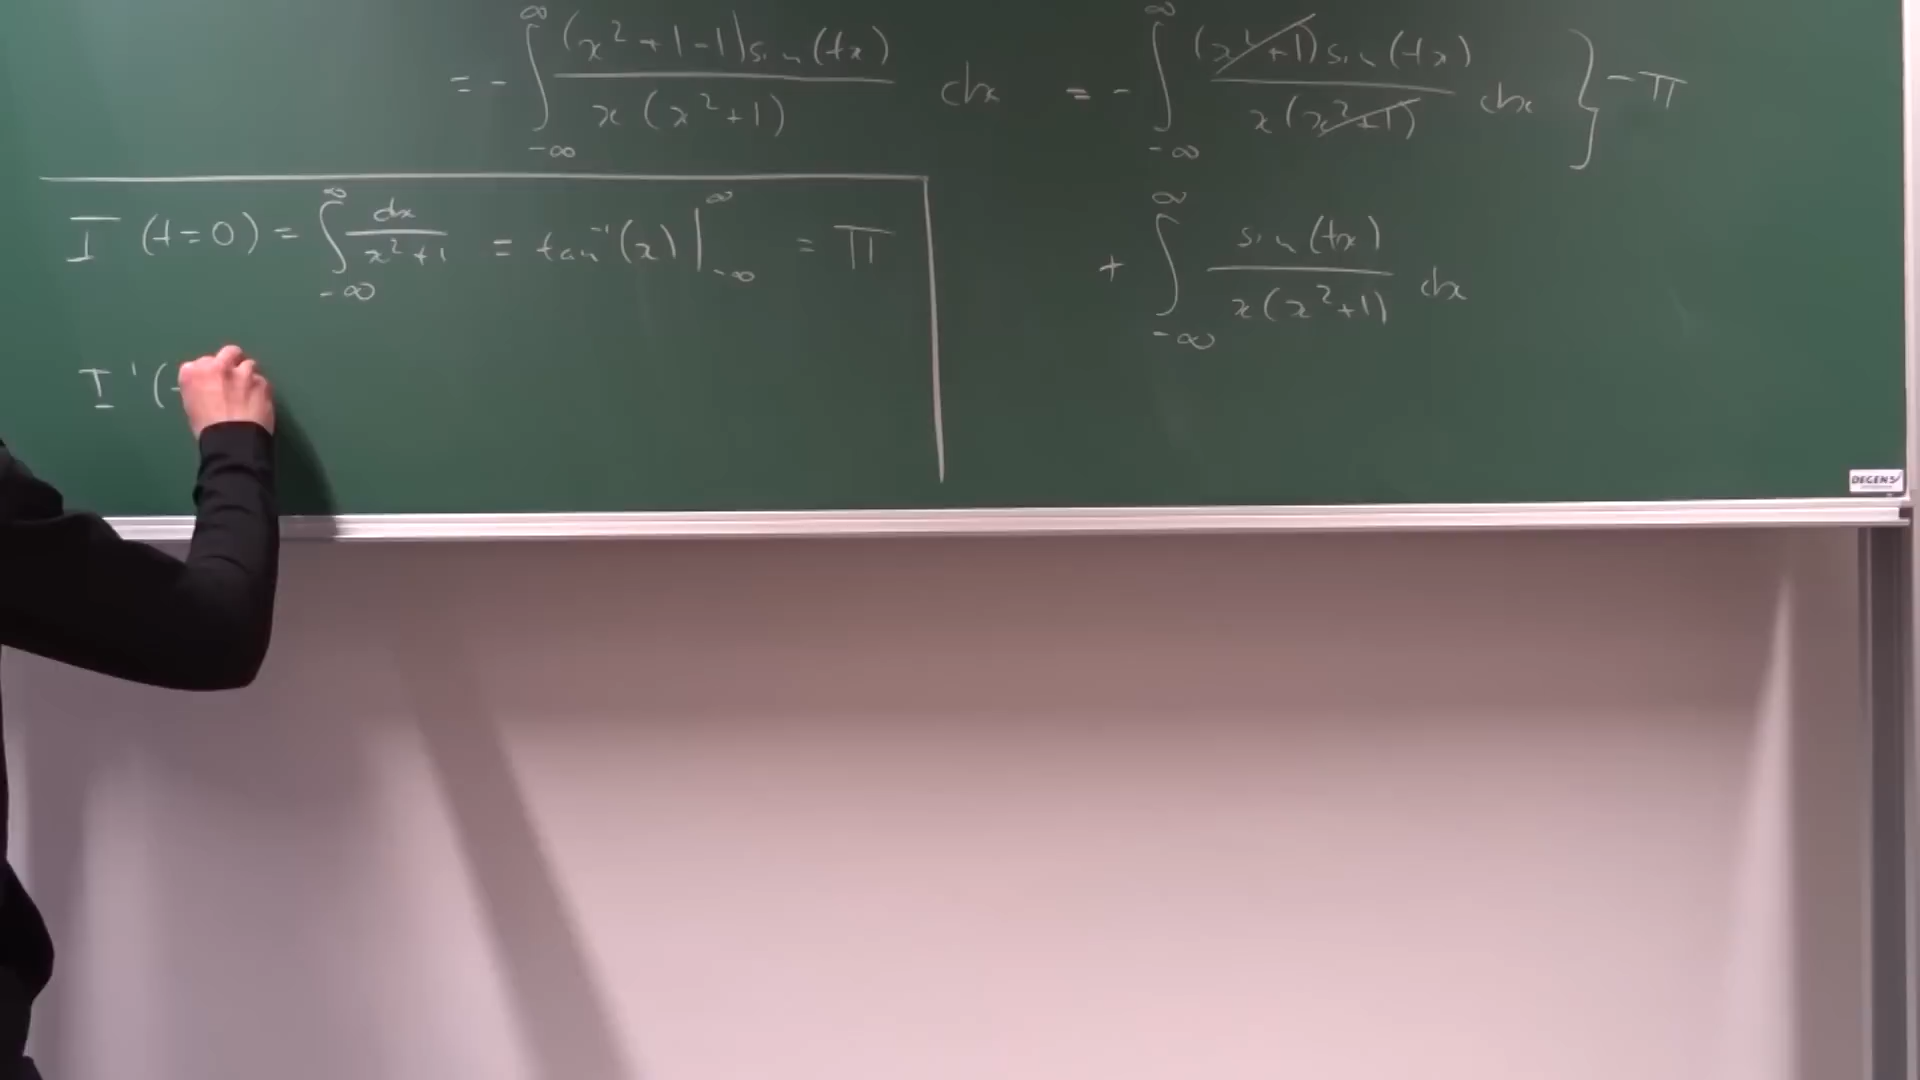 = - ∫_{-∞}^{∞} (x² + 1 - 1) sin(tx) / x(x² + 1) dx = - ∫_{-∞}^{∞} (x² + 1) sin(tx) / x(x² + 1) dx } - π
I (t = 0) = ∫_{-∞}^{∞} dx / x² + 1 = tan⁻¹(x) |_{-∞}^{∞} = π
+ ∫_{-∞}^{∞} sin(tx) / x(x² + 1) dx
I ' (
DEGENS